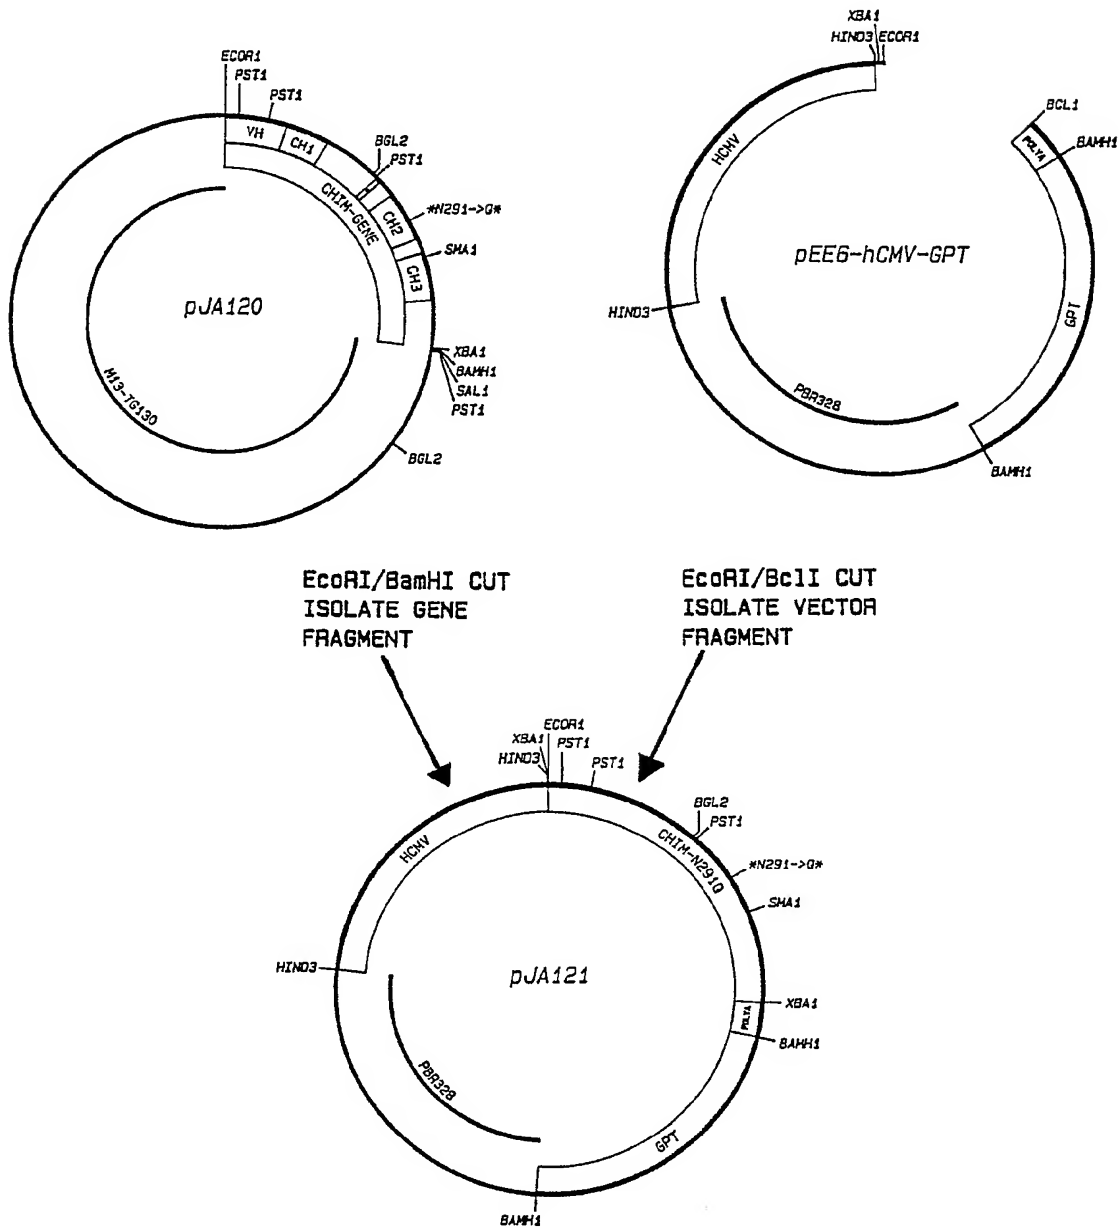 ECOR1
PST1
PST1
BGL2
PST1
*N291->Q*
SMA1
XBA1
BAMH1
SAL1
PST1
BGL2
VH
CH1
CH2
CH3
CHIM-GENE
pJA120
M13-TG130
XBA1
HIND3
ECOR1
BCL1
BAMH1
HCMV
POLYA
pEE6-hCMV-GPT
GPT
HIND3
PBR328
BAMH1
EcoRI/BamHI CUT
ISOLATE GENE
FRAGMENT
EcoRI/BclI CUT
ISOLATE VECTOR
FRAGMENT
ECOR1
XBA1
PST1
HIND3
PST1
BGL2
PST1
*N291->Q*
SMA1
HCMV
CHIM-N291Q
HIND3
pJA121
XBA1
POLYA
BAMH1
PBR328
GPT
BAMH1